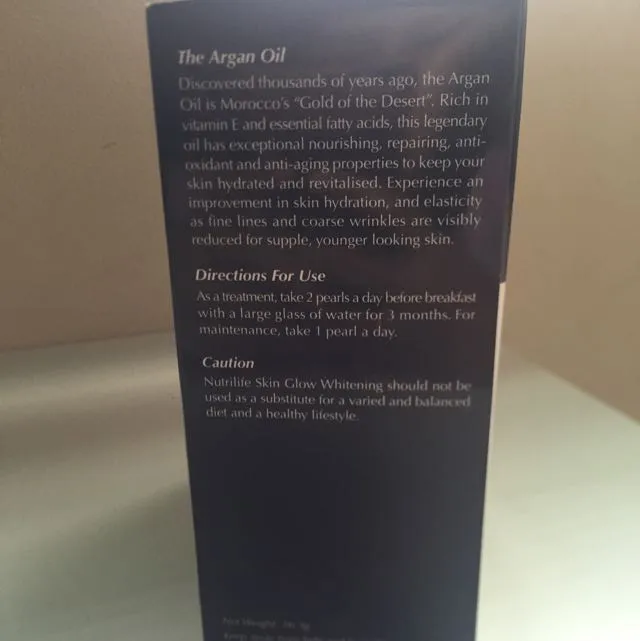 The Argan Oil
Discovered thousands of years ago, the Argan
Oil is Morocco's "Gold of the Desert". Rich in
vitamin E and essential fatty acids, this legendary
oil has exceptional nourishing, repairing, anti-
oxidant and anti-aging properties to keep your
skin hydrated and revitalised. Experience an
improvement in skin hydration, and elasticity
as fine lines and coarse wrinkles are visibly
reduced for supple, younger looking skin.
Directions For Use
As a treatment, take 2 pearls a day before breakfast
with a large glass of water for 3 months. For
maintenance, take 1 pearl a day.
Caution
Nutrilife Skin Glow Whitening should not be
used as a substitute for a varied and balanced
diet and a healthy lifestyle.
Net Weight: